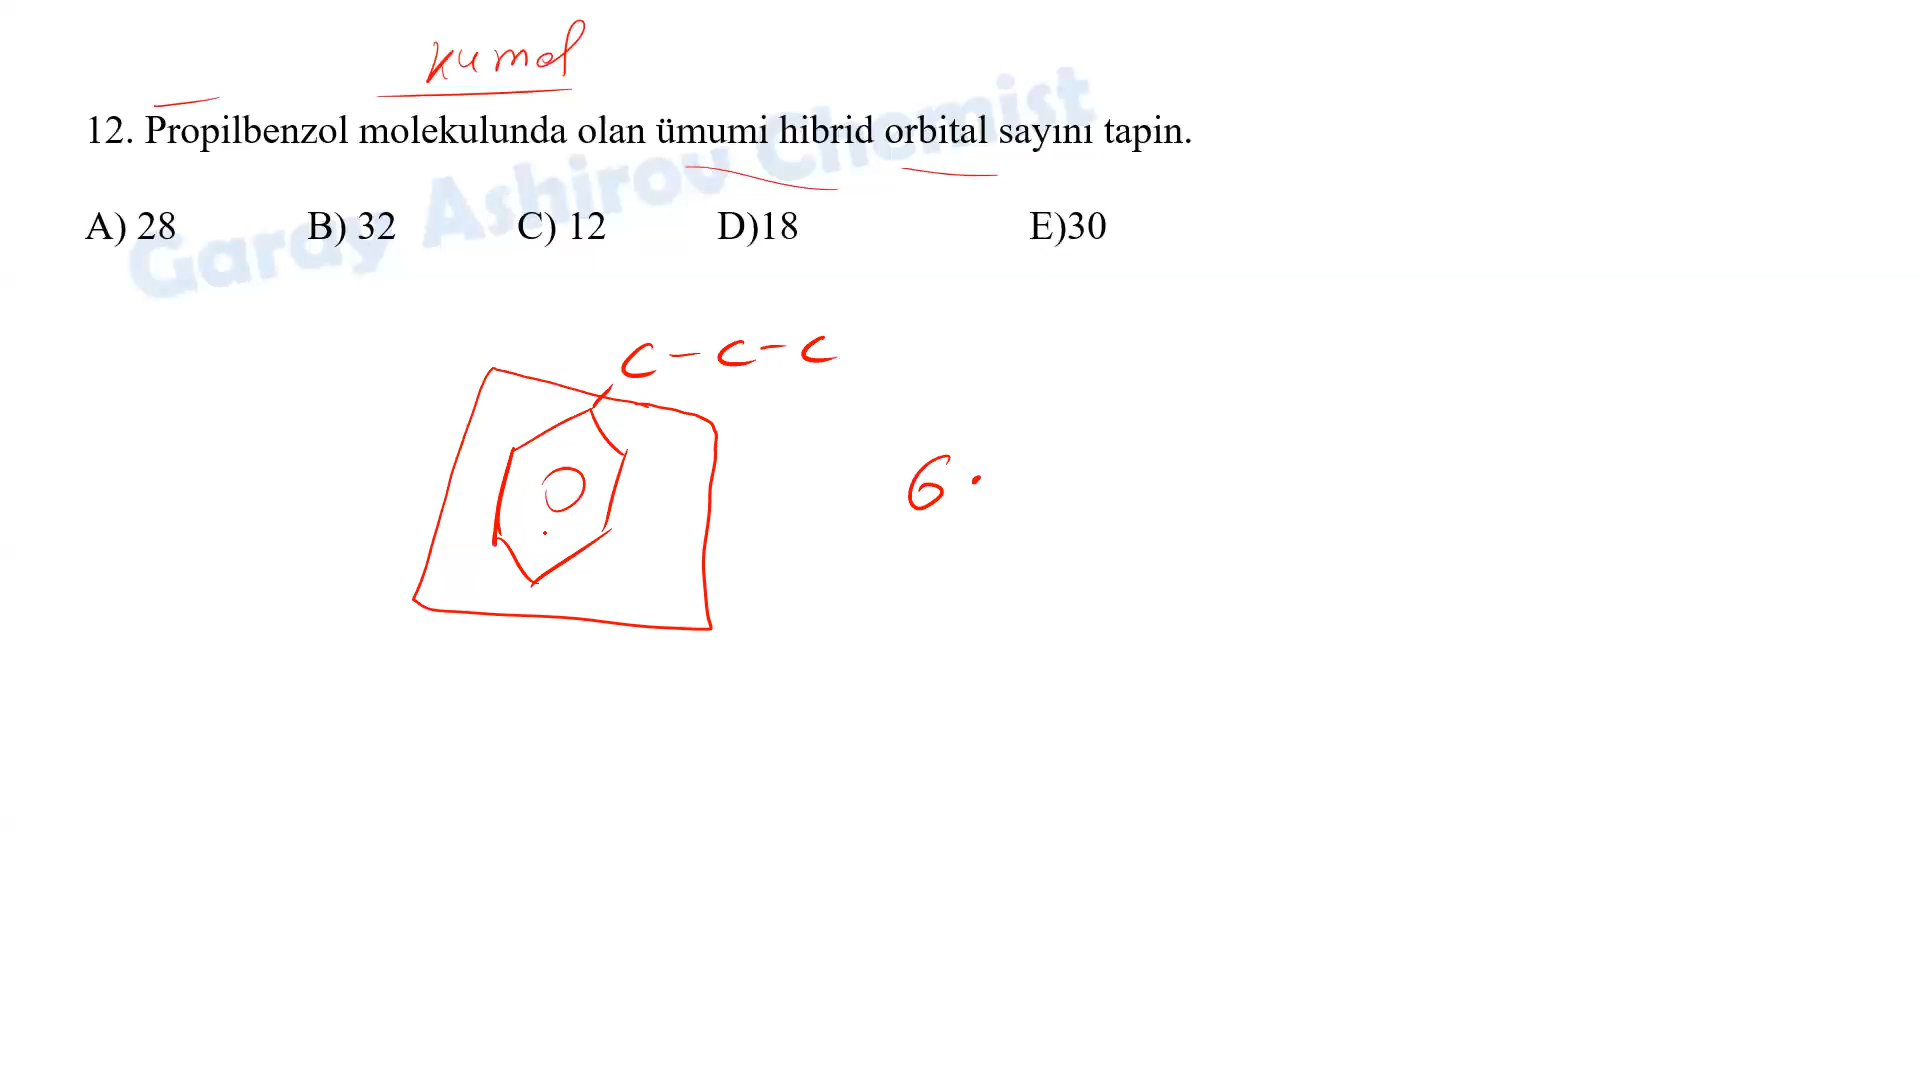 kumol
12. Propilbenzol molekulunda olan ümumi hibrid orbital sayını tapin.
A) 28 B) 32 C) 12 D)18 E)30
Garay Ashirov Chemist
C - C - C
6 ·